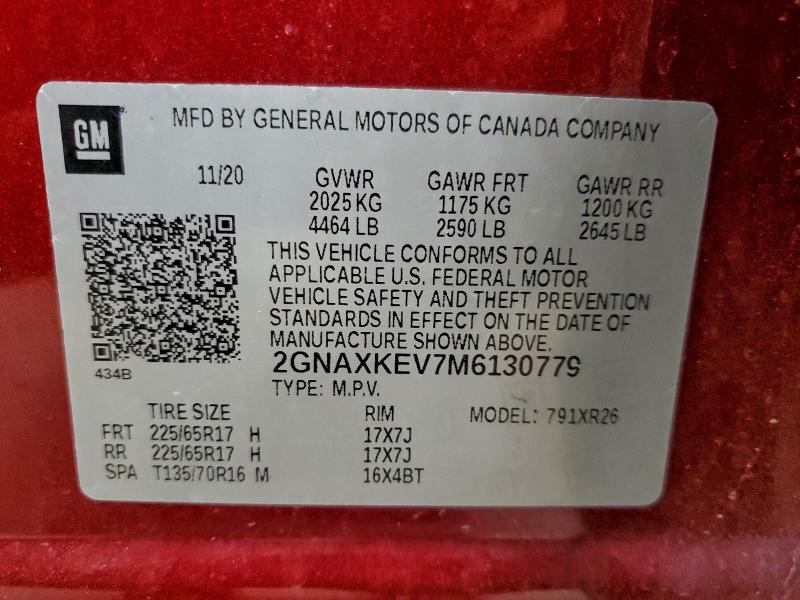 GM
MFD BY GENERAL MOTORS OF CANADA COMPANY
11/20 GVWR GAWR FRT GAWR RR
2025 KG 1175 KG 1200 KG
4464 LB 2590 LB 2645 LB
THIS VEHICLE CONFORMS TO ALL
APPLICABLE U.S. FEDERAL MOTOR
VEHICLE SAFETY AND THEFT PREVENTION
STANDARDS IN EFFECT ON THE DATE OF
MANUFACTURE SHOWN ABOVE.
2GNAXKEV7M6130779
434B
TYPE: M.P.V.
TIRE SIZE RIM MODEL: 791XR26
FRT 225/65R17 H 17X7J
RR 225/65R17 H 17X7J
SPA T135/70R16 M 16X4BT